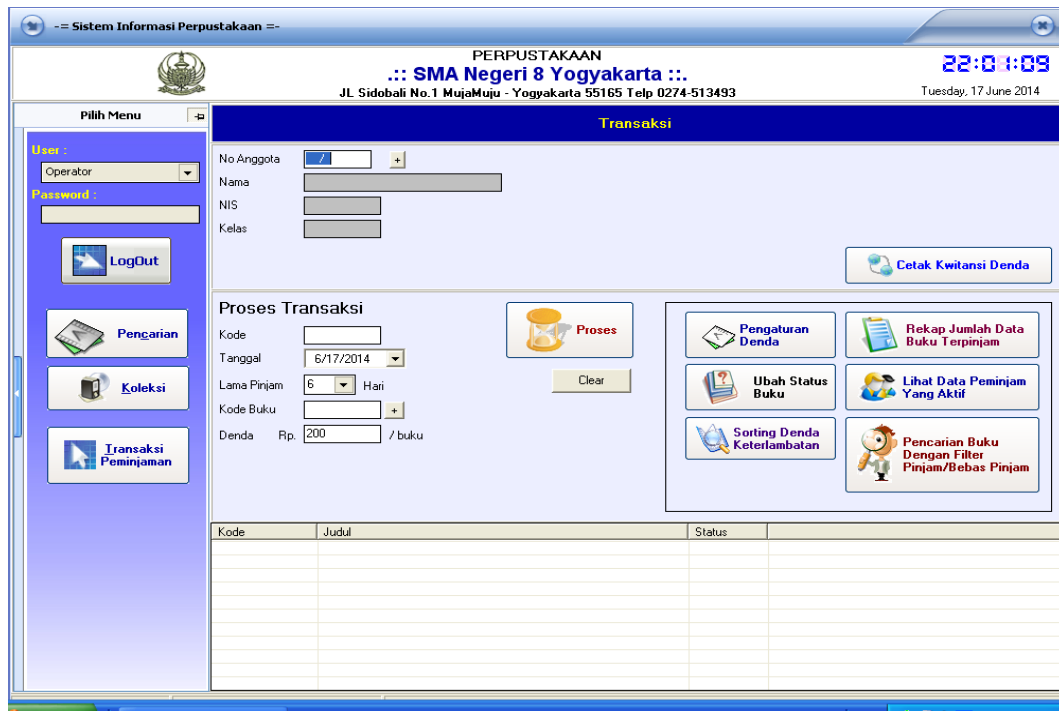 -= Sistem Informasi Perpustakaan =-
PERPUSTAKAAN
.:: SMA Negeri 8 Yogyakarta ::.
JL Sidobali No.1 MujaMuju - Yogyakarta 55165 Telp 0274-513493
22:01:09
Tuesday, 17 June 2014
Pilih Menu
User :
Operator
Password :
LogOut
Pencarian
Koleksi
Transaksi
Peminjaman
Transaksi
No Anggota /
+
Nama
NIS
Kelas
Cetak Kwitansi Denda
Proses Transaksi
Kode
Tanggal 6/17/2014
Lama Pinjam 6 Hari
Kode Buku +
Denda Rp. 200 / buku
Proses
Clear
Pengaturan
Denda
Rekap Jumlah Data
Buku Terpinjam
Ubah Status
Buku
Lihat Data Peminjam
Yang Aktif
Sorting Denda
Keterlambatan
Pencarian Buku
Dengan Filter
Pinjam/Bebas Pinjam
Kode Judul Status